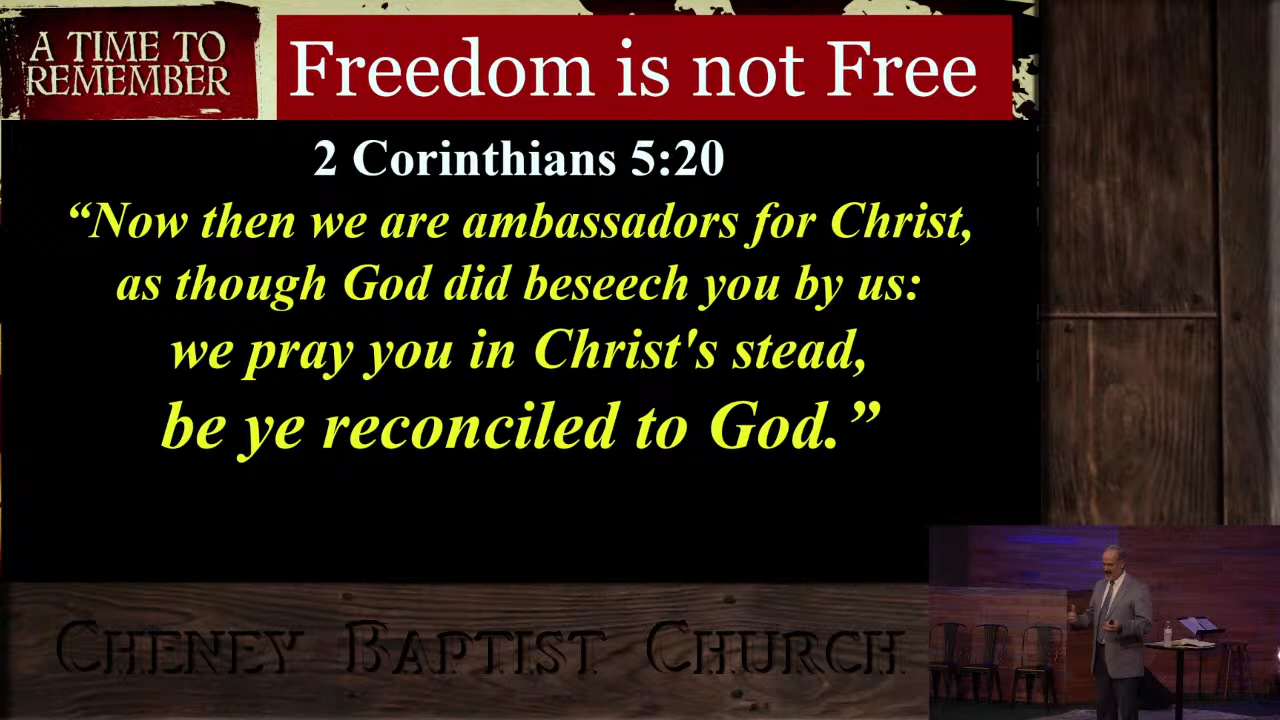 A TIME TO
REMEMBER
Freedom is not Free
2 Corinthians 5:20
“Now then we are ambassadors for Christ,
as though God did beseech you by us:
we pray you in Christ's stead,
be ye reconciled to God.”
CHENEY BAPTIST CHURCH